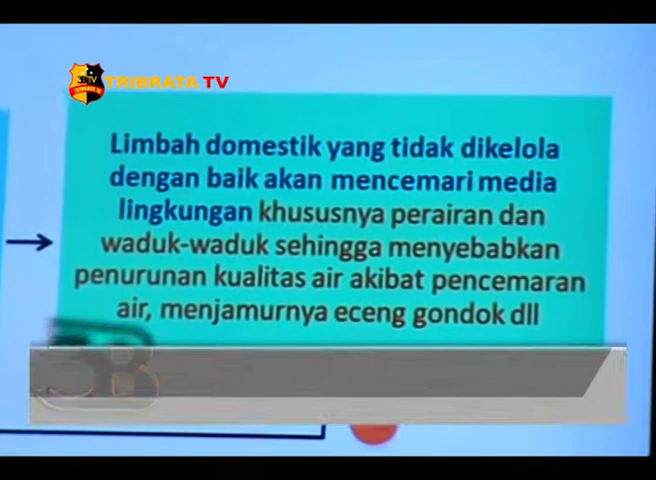 TRIBRATA TV
Limbah domestik yang tidak dikelola
dengan baik akan mencemari media
lingkungan khususnya perairan dan
waduk-waduk sehingga menyebabkan
penurunan kualitas air akibat pencemaran
air, menjamurnya eceng gondok dll